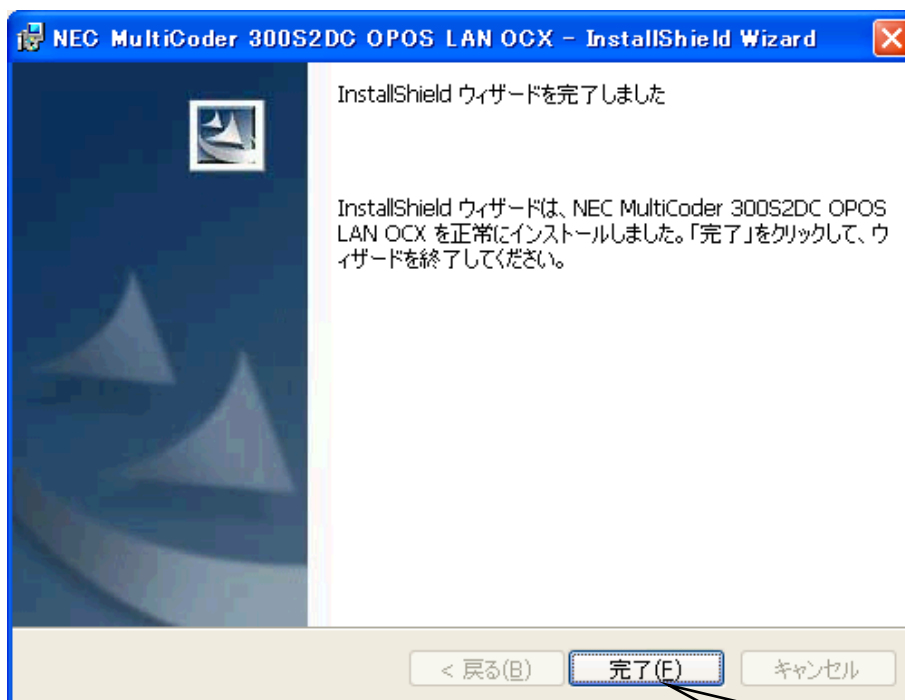 NEC MultiCoder 300S2DC OPOS LAN OCX - InstallShield Wizard
InstallShield ウィザードを完了しました
InstallShield ウィザードは、NEC MultiCoder 300S2DC OPOS
LAN OCX を正常にインストールしました。「完了」をクリックして、ウ
ィザードを終了してください。
< 戻る(B) 完了(F) キャンセル